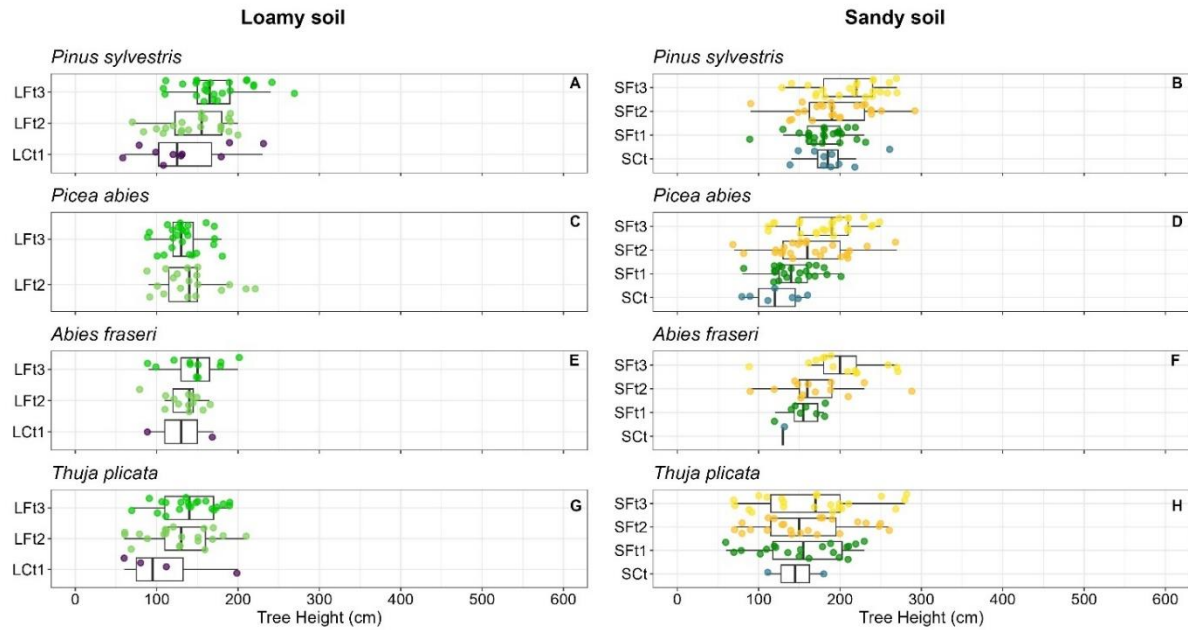 Loamy soil
Sandy soil
Pinus sylvestris
A
LFt3
LFt2
LCt1
Pinus sylvestris
B
SFt3
SFt2
SFt1
SCt
Picea abies
C
LFt3
LFt2
Picea abies
D
SFt3
SFt2
SFt1
SCt
Abies fraseri
E
LFt3
LFt2
LCt1
Abies fraseri
F
SFt3
SFt2
SFt1
SCt
Thuja plicata
G
LFt3
LFt2
LCt1
0 100 200 300 400 500 600
Tree Height (cm)
Thuja plicata
H
SFt3
SFt2
SFt1
SCt
0 100 200 300 400 500 600
Tree Height (cm)